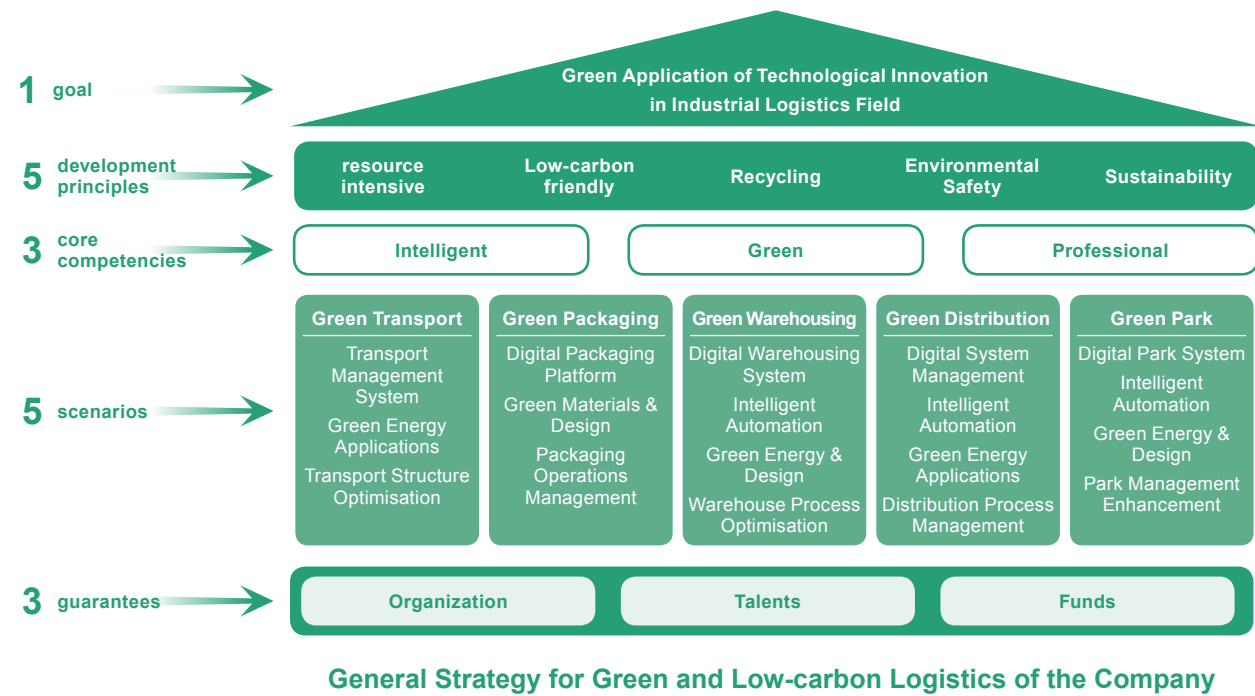 Green Application of Technological Innovation
in Industrial Logistics Field
1 goal
5 development
principles
resource
intensive
Low-carbon
friendly
Recycling
Environmental
Safety
Sustainability
3 core
competencies
Intelligent
Green
Professional
5 scenarios
Green Transport
Transport
Management
System
Green Energy
Applications
Transport Structure
Optimisation
Green Packaging
Digital Packaging
Platform
Green Materials &
Design
Packaging
Operations
Management
Green Warehousing
Digital Warehousing
System
Intelligent
Automation
Green Energy &
Design
Warehouse Process
Optimisation
Green Distribution
Digital System
Management
Intelligent
Automation
Green Energy
Applications
Distribution Process
Management
Green Park
Digital Park System
Intelligent
Automation
Green Energy &
Design
Park Management
Enhancement
3 guarantees
Organization
Talents
Funds
General Strategy for Green and Low-carbon Logistics of the Company